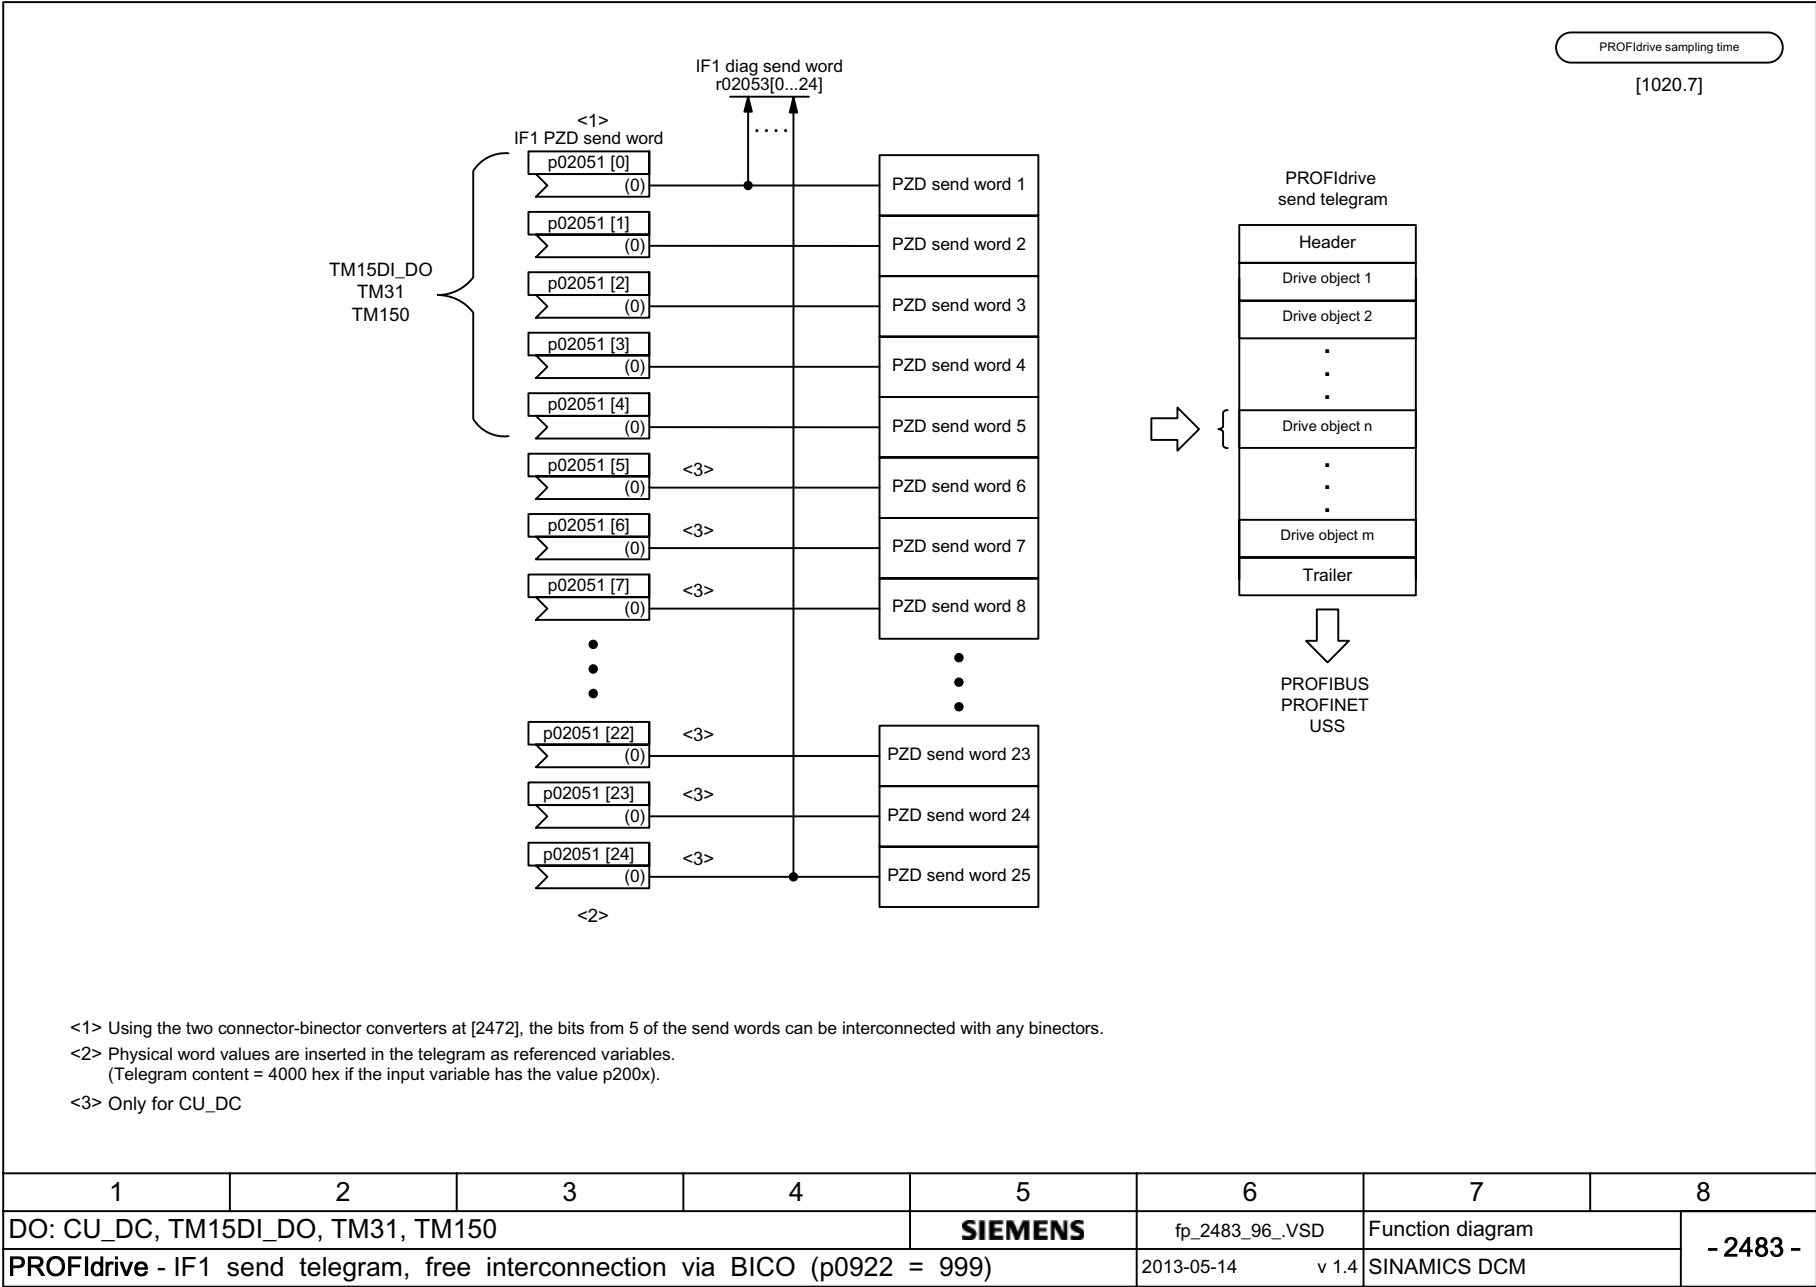 PROFIdrive sampling time
[1020.7]
IF1 diag send word
r02053[0...24]
. . . .
<1>
IF1 PZD send word
p02051 [0]
(0)
PZD send word 1
p02051 [1]
(0)
PZD send word 2
p02051 [2]
(0)
PZD send word 3
p02051 [3]
(0)
PZD send word 4
p02051 [4]
(0)
PZD send word 5
p02051 [5]
<3>
(0)
PZD send word 6
p02051 [6]
<3>
(0)
PZD send word 7
p02051 [7]
<3>
(0)
PZD send word 8
p02051 [22]
<3>
(0)
PZD send word 23
p02051 [23]
<3>
(0)
PZD send word 24
p02051 [24]
<3>
(0)
PZD send word 25
<2>
TM15DI_DO
TM31
TM150
PROFIdrive
send telegram
Header
Drive object 1
Drive object 2
Drive object n
Drive object m
Trailer
PROFIBUS
PROFINET
USS
<1> Using the two connector-binector converters at [2472], the bits from 5 of the send words can be interconnected with any binectors.
<2> Physical word values are inserted in the telegram as referenced variables.
(Telegram content = 4000 hex if the input variable has the value p200x).
<3> Only for CU_DC
1 2 3 4 5 6 7 8
DO: CU_DC, TM15DI_DO, TM31, TM150
SIEMENS
fp_2483_96_.VSD
Function diagram
- 2483 -
PROFIdrive - IF1 send telegram, free interconnection via BICO (p0922 = 999)
2013-05-14 v 1.4
SINAMICS DCM